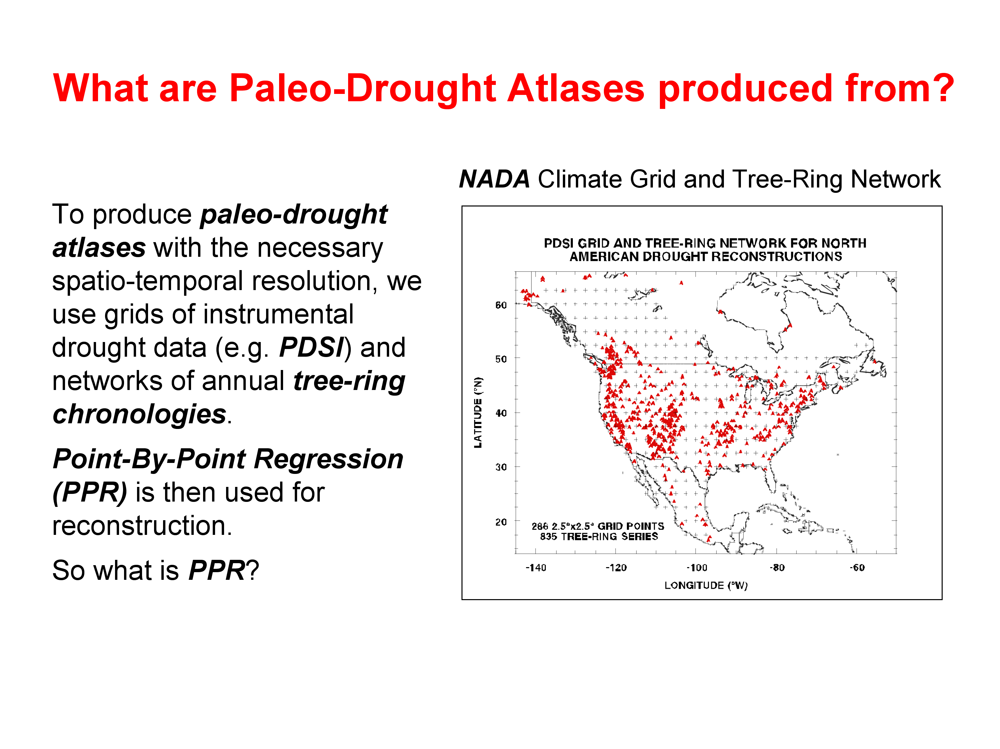 What are Paleo-Drought Atlases produced from?
To produce paleo-drought
atlases with the necessary
spatio-temporal resolution, we
use grids of instrumental
drought data (e.g. PDSI) and
networks of annual tree-ring
chronologies.
Point-By-Point Regression
(PPR) is then used for
reconstruction.
So what is PPR?
NADA Climate Grid and Tree-Ring Network
PDSI GRID AND TREE-RING NETWORK FOR NORTH
AMERICAN DROUGHT RECONSTRUCTIONS
LATITUDE (°N)
60
50
40
30
20
286 2.5°x2.5° GRID POINTS
835 TREE-RING SERIES
-140 -120 -100 -80 -60
LONGITUDE (°W)